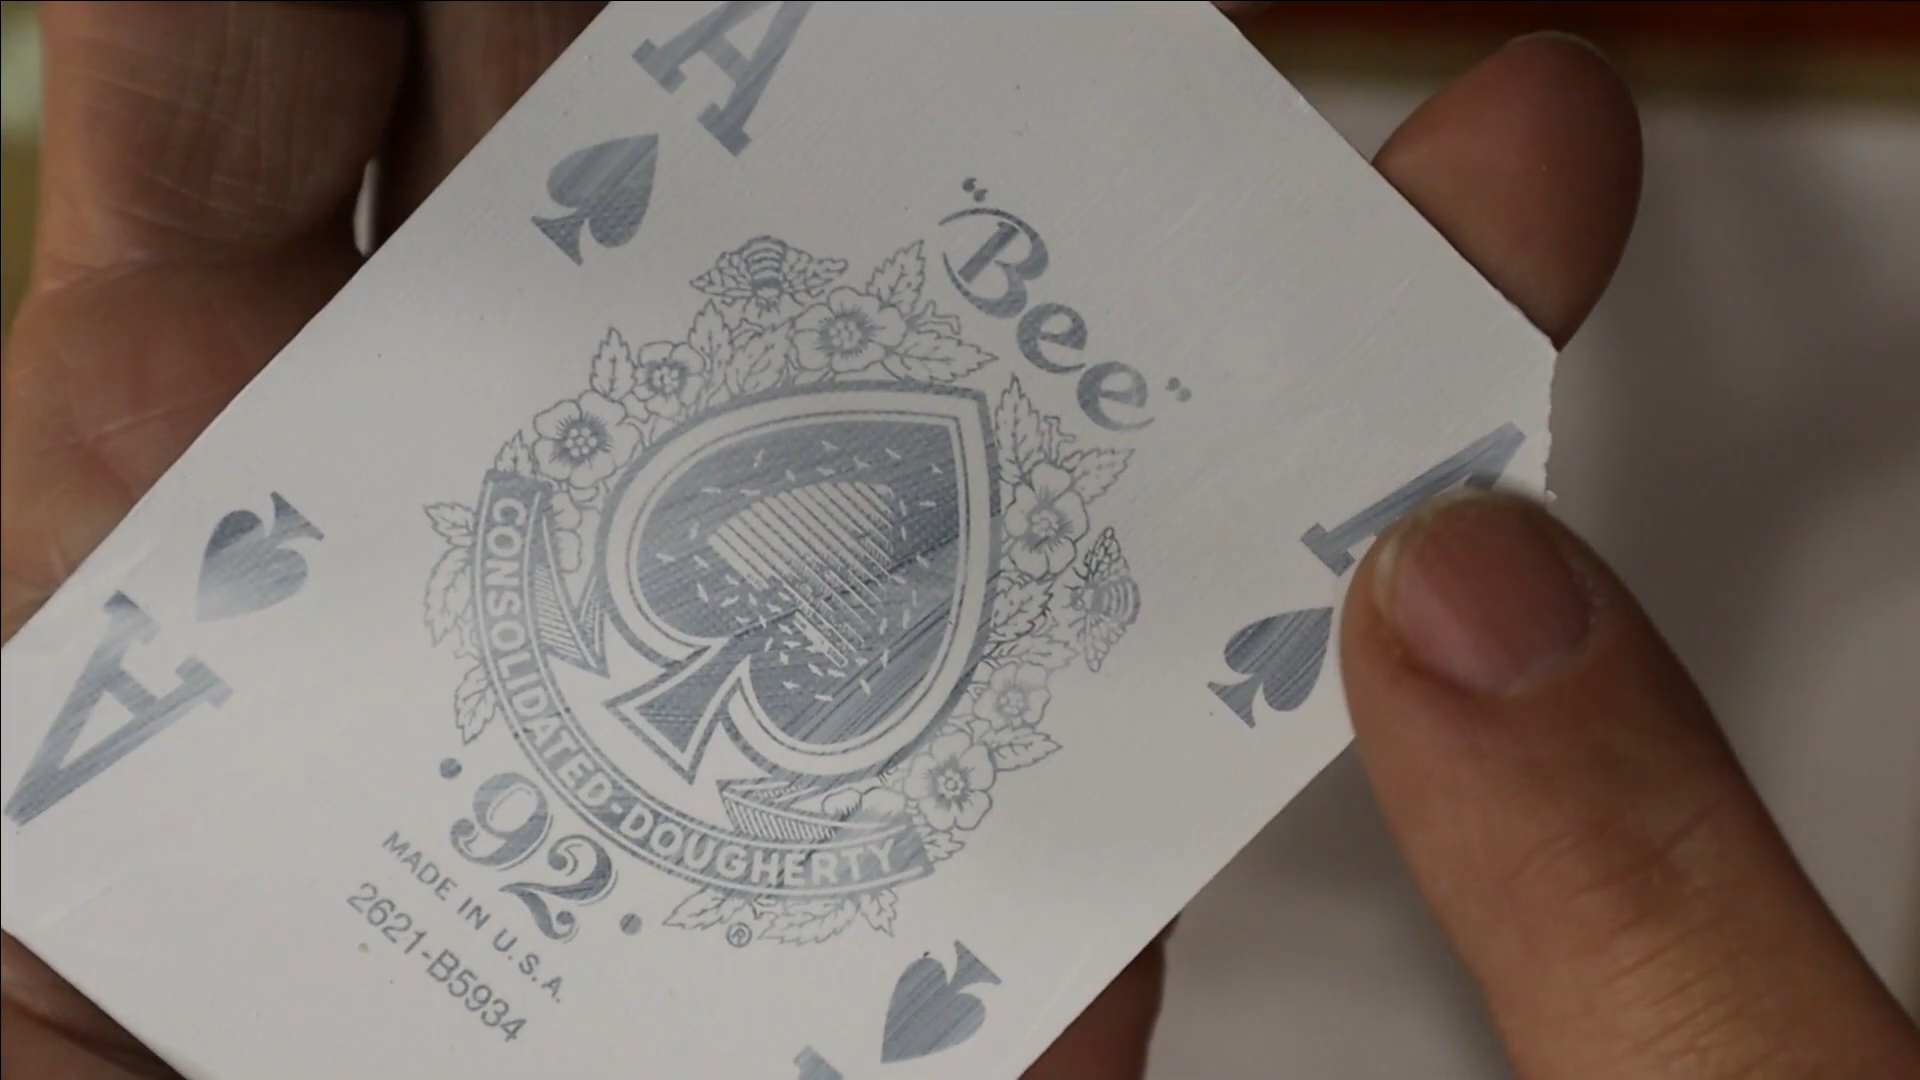 A
"Bee"
A
CONSOLIDATED-DOUGHERTY
A
·92·
®
MADE IN U.S.A.
2621-B5934